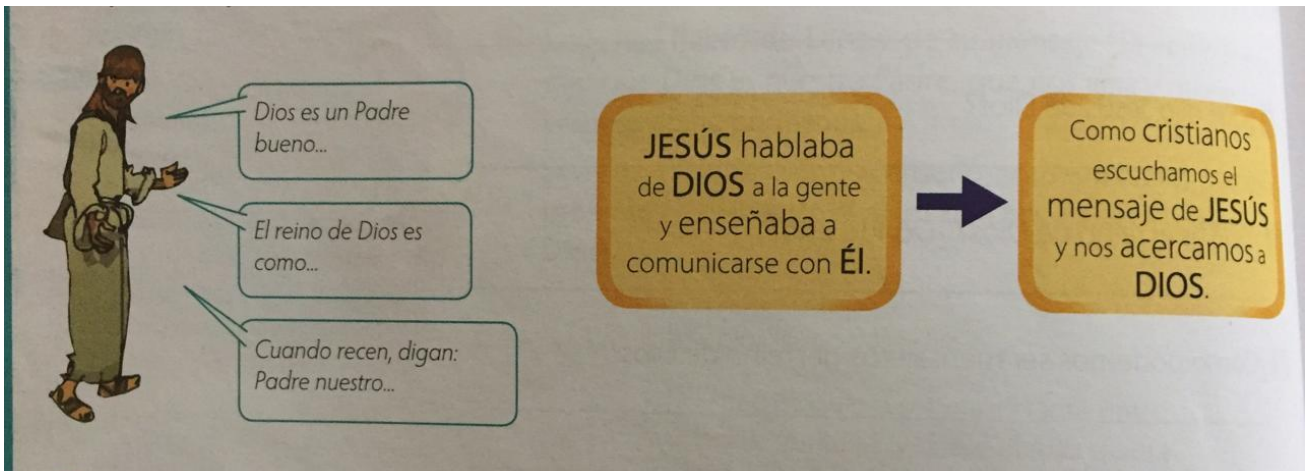 Dios es un Padre
bueno...
El reino de Dios es
como...
Cuando recen, digan:
Padre nuestro...
JESÚS hablaba
de DIOS a la gente
y enseñaba a
comunicarse con Él.
Como cristianos
escuchamos el
mensaje de JESÚS
y nos acercamos a
DIOS.